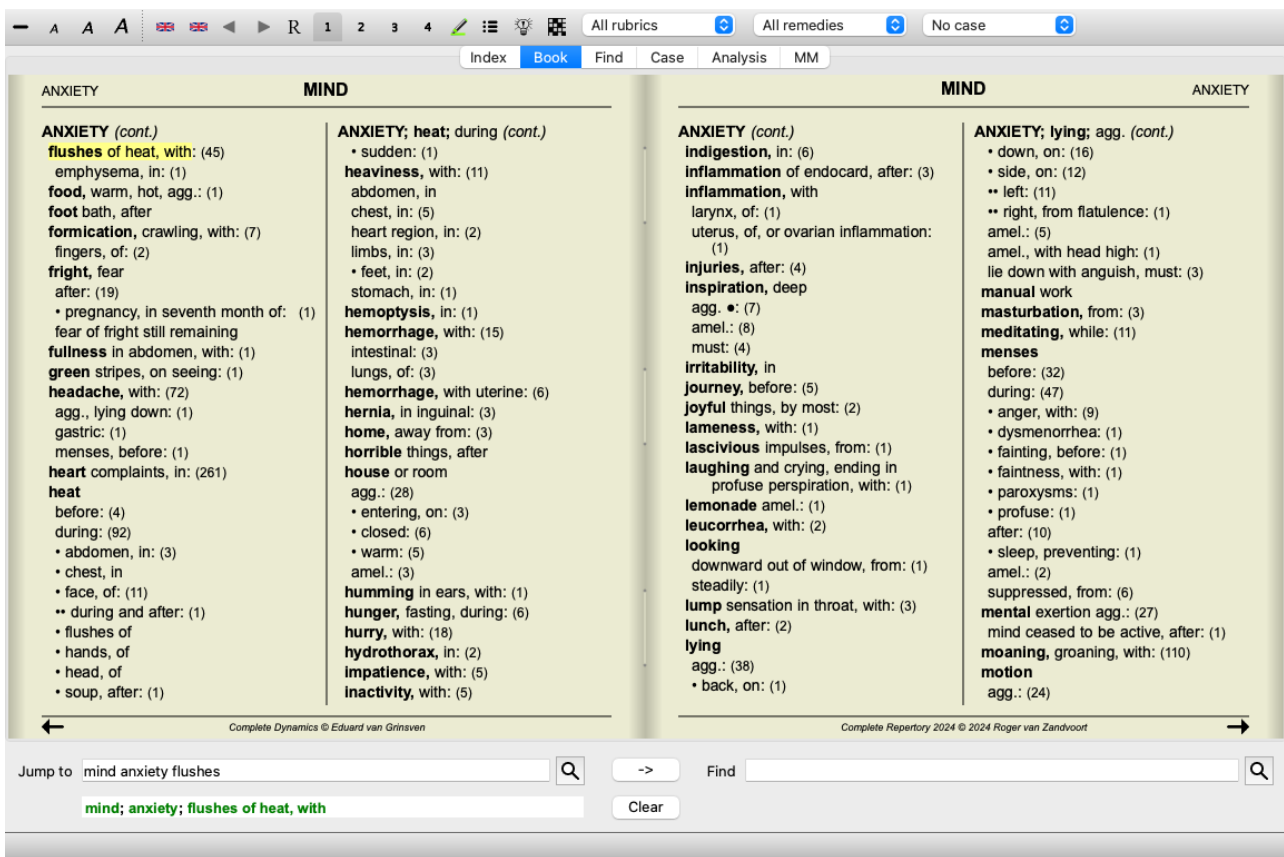 A A A R 1 2 3 4 All rubrics All remedies No case
Index Book Find Case Analysis MM
ANXIETY MIND
ANXIETY (cont.)
flushes of heat, with: (45)
emphysema, in: (1)
food, warm, hot, agg.: (1)
foot bath, after
formication, crawling, with: (7)
fingers, of: (2)
fright, fear
after: (19)
• pregnancy, in seventh month of: (1)
fear of fright still remaining
fullness in abdomen, with: (1)
green stripes, on seeing: (1)
headache, with: (72)
agg., lying down: (1)
gastric: (1)
menses, before: (1)
heart complaints, in: (261)
heat
before: (4)
during: (92)
• abdomen, in: (3)
• chest, in
• face, of: (11)
•• during and after: (1)
• flushes of
• hands, of
• head, of
• soup, after: (1)
ANXIETY; heat; during (cont.)
• sudden: (1)
heaviness, with: (11)
abdomen, in
chest, in: (5)
heart region, in: (2)
limbs, in: (3)
• feet, in: (2)
stomach, in: (1)
hemoptysis, in: (1)
hemorrhage, with: (15)
intestinal: (3)
lungs, of: (3)
hemorrhage, with uterine: (6)
hernia, in inguinal: (3)
home, away from: (3)
horrible things, after
house or room
agg.: (28)
• entering, on: (3)
• closed: (6)
• warm: (5)
amel.: (3)
humming in ears, with: (1)
hunger, fasting, during: (6)
hurry, with: (18)
hydrothorax, in: (2)
impatience, with: (5)
inactivity, with: (5)
Complete Dynamics © Eduard van Grinsven
MIND ANXIETY
ANXIETY (cont.)
indigestion, in: (6)
inflammation of endocard, after: (3)
inflammation, with
larynx, of: (1)
uterus, of, or ovarian inflammation:
(1)
injuries, after: (4)
inspiration, deep
agg. ●: (7)
amel.: (8)
must: (4)
irritability, in
journey, before: (5)
joyful things, by most: (2)
lameness, with: (1)
lascivious impulses, from: (1)
laughing and crying, ending in
profuse perspiration, with: (1)
lemonade amel.: (1)
leucorrhea, with: (2)
looking
downward out of window, from: (1)
steadily: (1)
lump sensation in throat, with: (3)
lunch, after: (2)
lying
agg.: (38)
• back, on: (1)
ANXIETY; lying; agg. (cont.)
• down, on: (16)
• side, on: (12)
•• left: (11)
•• right, from flatulence: (1)
amel.: (5)
amel., with head high: (1)
lie down with anguish, must: (3)
manual work
masturbation, from: (3)
meditating, while: (11)
menses
before: (32)
during: (47)
• anger, with: (9)
• dysmenorrhea: (1)
• fainting, before: (1)
• faintness, with: (1)
• paroxysms: (1)
• profuse: (1)
after: (10)
• sleep, preventing: (1)
amel.: (2)
suppressed, from: (6)
mental exertion agg.: (27)
mind ceased to be active, after: (1)
moaning, groaning, with: (110)
motion
agg.: (24)
Complete Repertory 2024 © 2024 Roger van Zandvoort
Jump to mind anxiety flushes -> Find
mind; anxiety; flushes of heat, with Clear